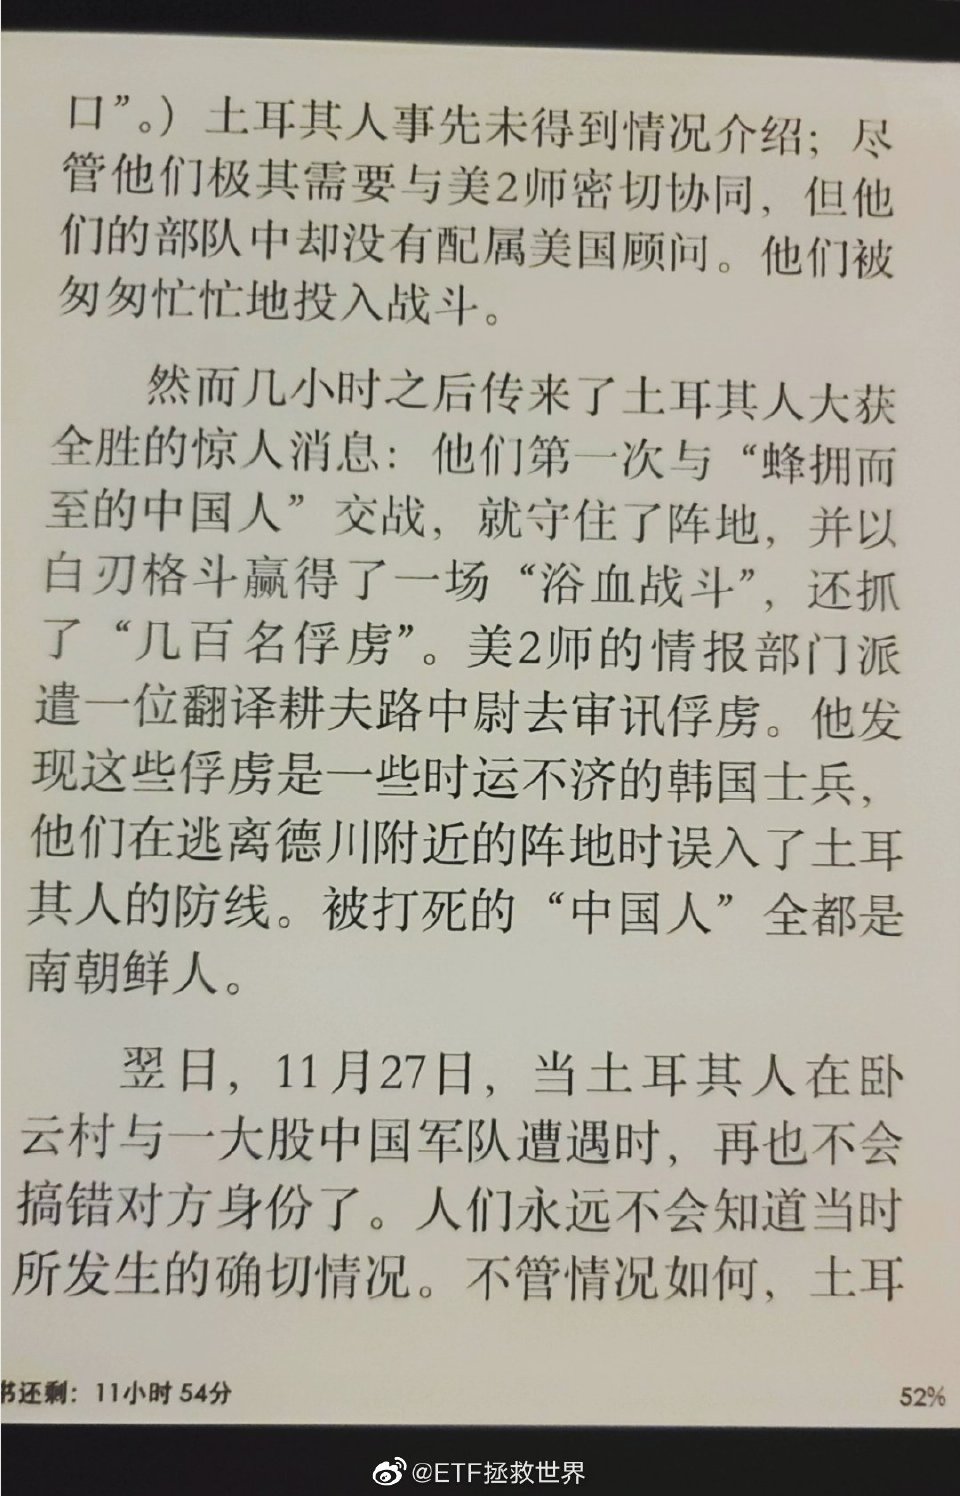 口”。）土耳其人事先未得到情况介绍；尽
管他们极其需要与美2师密切协同，但他
们的部队中却没有配属美国顾问。他们被
匆匆忙忙地投入战斗。
然而几小时之后传来了土耳其人大获
全胜的惊人消息：他们第一次与“蜂拥而
至的中国人”交战，就守住了阵地，并以
白刃格斗赢得了一场“浴血战斗”，还抓
了“几百名俘虏”。美2师的情报部门派
遣一位翻译耕夫路中尉去审讯俘虏。他发
现这些俘虏是一些时运不济的韩国士兵，
他们在逃离德川附近的阵地时误入了土耳
其人的防线。被打死的“中国人”全都是
南朝鲜人。
翌日，11月27日，当土耳其人在卧
云村与一大股中国军队遭遇时，再也不会
搞错对方身份了。人们永远不会知道当时
所发生的确切情况。不管情况如何，土耳
书还剩：11小时 54分
52%
@ETF拯救世界